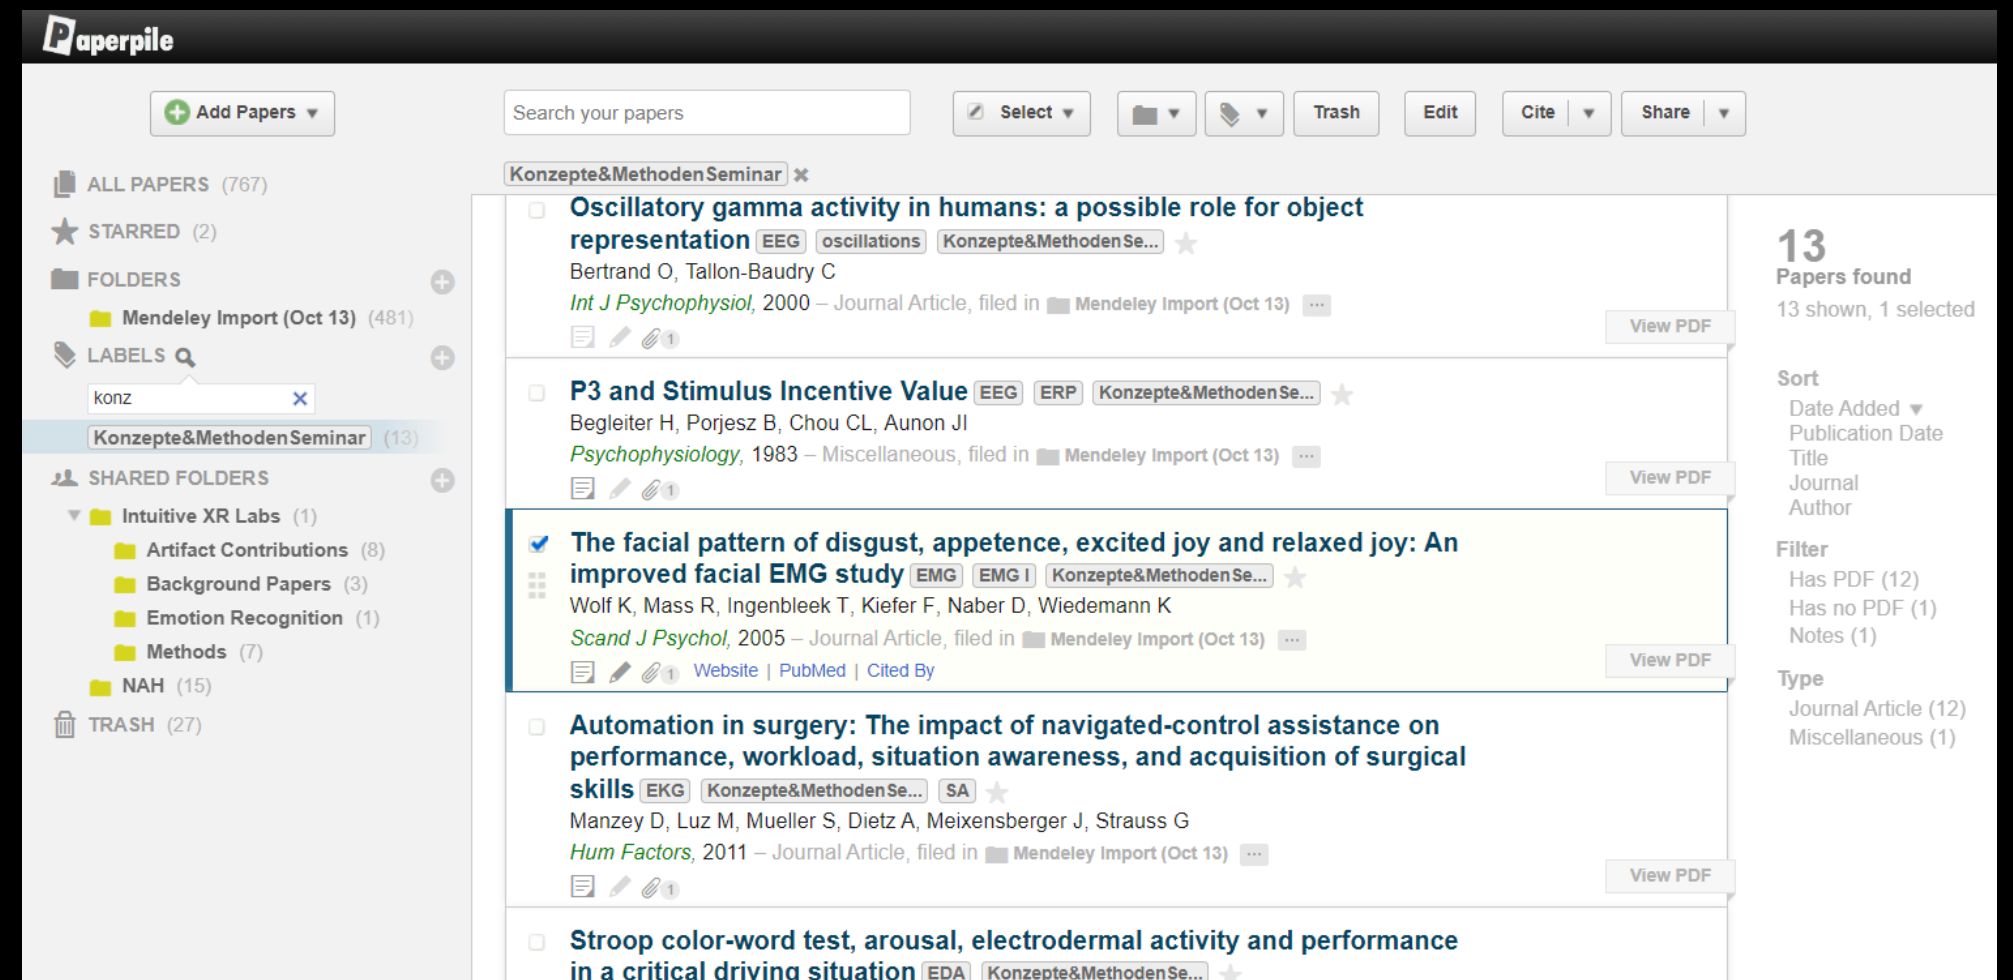 Paperpile
Add Papers
Search your papers
Select
Trash
Edit
Cite
Share
Konzepte&MethodenSeminar
ALL PAPERS (767)
STARRED (2)
FOLDERS
Mendeley Import (Oct 13) (481)
LABELS
konz
Konzepte&MethodenSeminar (13)
SHARED FOLDERS
Intuitive XR Labs (1)
Artifact Contributions (8)
Background Papers (3)
Emotion Recognition (1)
Methods (7)
NAH (15)
TRASH (27)
Oscillatory gamma activity in humans: a possible role for object
representation EEG oscillations Konzepte&MethodenSe...
Bertrand O, Tallon-Baudry C
Int J Psychophysiol, 2000 – Journal Article, filed in Mendeley Import (Oct 13) ...
1
View PDF
P3 and Stimulus Incentive Value EEG ERP Konzepte&MethodenSe...
Begleiter H, Porjesz B, Chou CL, Aunon JI
Psychophysiology, 1983 – Miscellaneous, filed in Mendeley Import (Oct 13) ...
1
View PDF
The facial pattern of disgust, appetence, excited joy and relaxed joy: An
improved facial EMG study EMG EMG I Konzepte&MethodenSe...
Wolf K, Mass R, Ingenbleek T, Kiefer F, Naber D, Wiedemann K
Scand J Psychol, 2005 – Journal Article, filed in Mendeley Import (Oct 13) ...
1 Website | PubMed | Cited By
View PDF
Automation in surgery: The impact of navigated-control assistance on
performance, workload, situation awareness, and acquisition of surgical
skills EKG Konzepte&MethodenSe... SA
Manzey D, Luz M, Mueller S, Dietz A, Meixensberger J, Strauss G
Hum Factors, 2011 – Journal Article, filed in Mendeley Import (Oct 13) ...
1
View PDF
Stroop color-word test, arousal, electrodermal activity and performance
in a critical driving situation EDA Konzepte&MethodenSe...
13
Papers found
13 shown, 1 selected
Sort
Date Added
Publication Date
Title
Journal
Author
Filter
Has PDF (12)
Has no PDF (1)
Notes (1)
Type
Journal Article (12)
Miscellaneous (1)